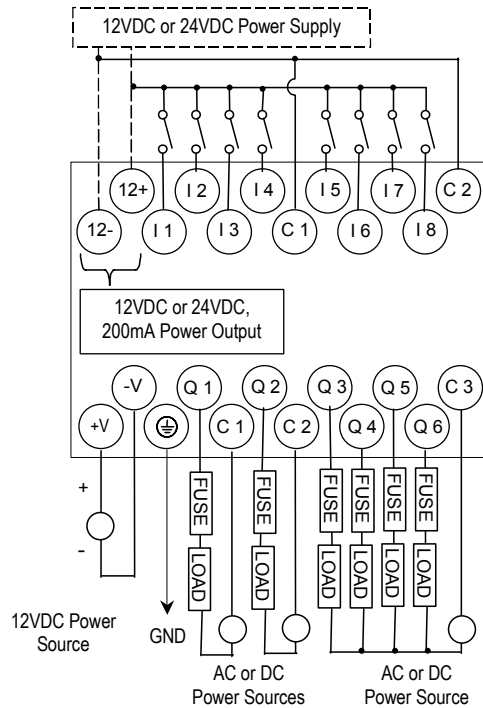 12VDC or 24VDC Power Supply
12+
I 2
I 4
I 5
I 7
C 2
12-
I 1
I 3
C 1
I 6
I 8
12VDC or 24VDC,
200mA Power Output
-V
Q 1
Q 2
Q 3
Q 5
C 3
+V
C 1
C 2
Q 4
Q 6
+
-
FUSE
FUSE
FUSE
FUSE
FUSE
FUSE
LOAD
LOAD
LOAD
LOAD
LOAD
LOAD
12VDC Power
Source
GND
AC or DC
Power Sources
AC or DC
Power Source